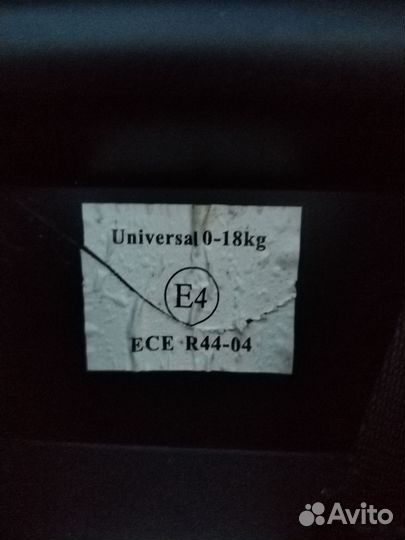 Universal 0-18kg
E4
ECE R44-04
Avito